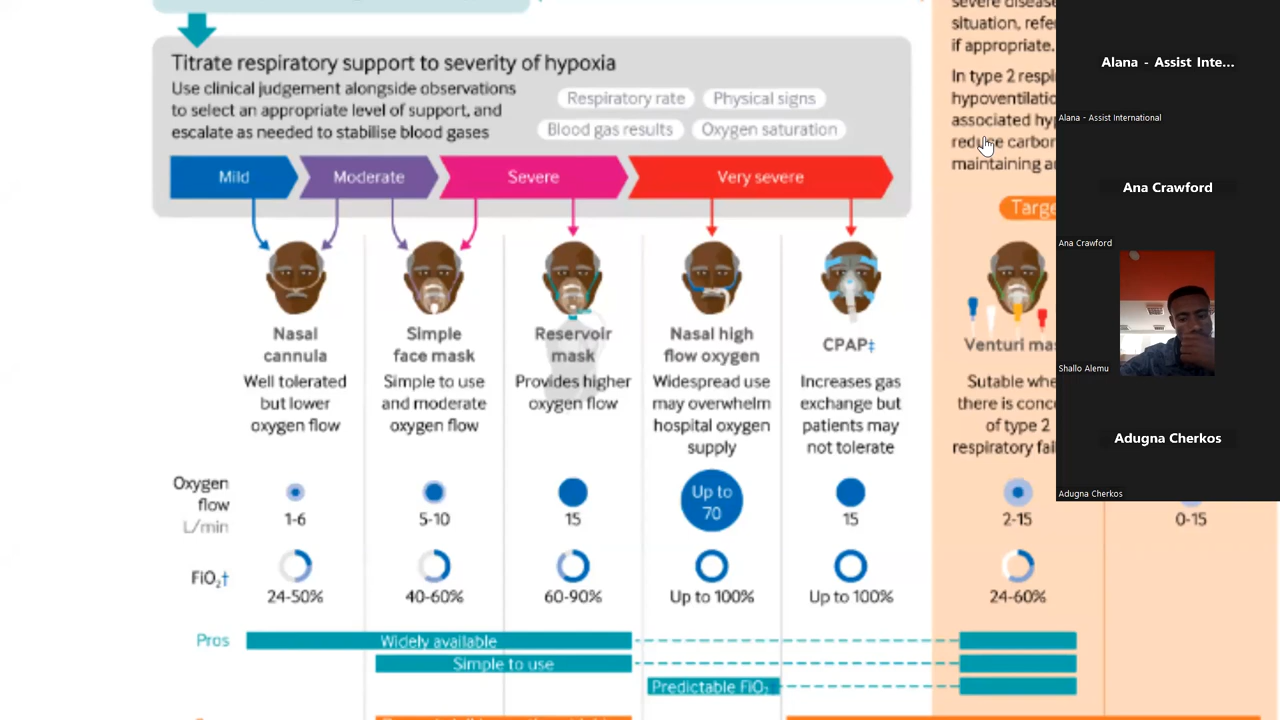 severe disease
situation, refe
if appropriate.
Titrate respiratory support to severity of hypoxia
Use clinical judgement alongside observations
to select an appropriate level of support, and
escalate as needed to stabilise blood gases
Respiratory rate
Physical signs
Blood gas results
Oxygen saturation
In type 2 respi
hypoventilatio
associated hyp
reduce carbon
maintaining a
Mild
Moderate
Severe
Very severe
Targe
Nasal
cannula
Simple
face mask
Reservoir
mask
Nasal high
flow oxygen
CPAP‡
Venturi mas
Well tolerated
but lower
oxygen flow
Simple to use
and moderate
oxygen flow
Provides higher
oxygen flow
Widespread use
may overwhelm
hospital oxygen
supply
Increases gas
exchange but
patients may
not tolerate
Sutable whe
there is conc
of type 2
respiratory fai
Oxygen
flow
L/min
1-6
5-10
15
Up to
70
15
2-15
0-15
FiO₂†
24-50%
40-60%
60-90%
Up to 100%
Up to 100%
24-60%
Pros
Widely available
Simple to use
Predictable FiO₂
Alana - Assist Inte...
Alana - Assist International
Ana Crawford
Ana Crawford
Shallo Alemu
Adugna Cherkos
Adugna Cherkos